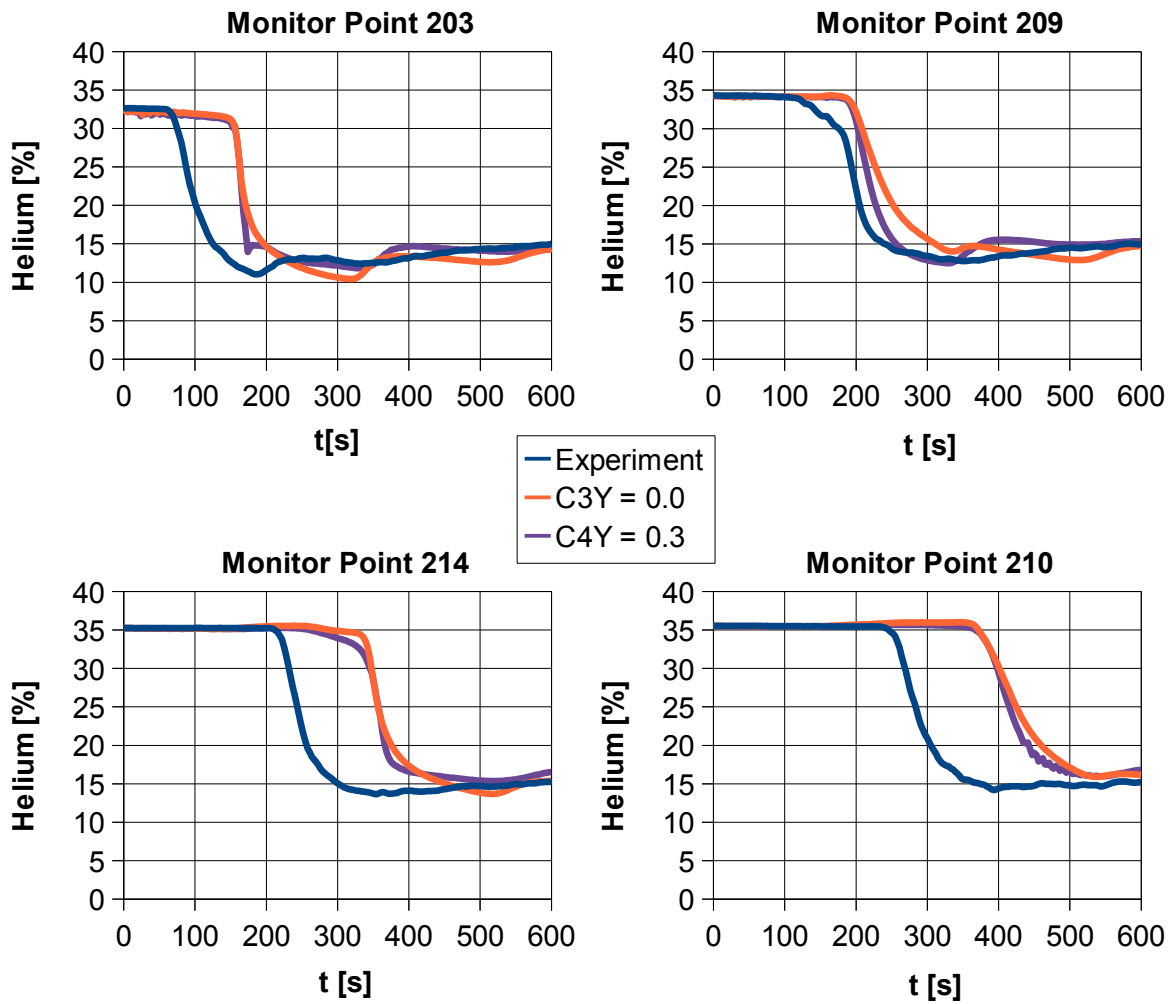 Monitor Point 203
Helium [%]
40
35
30
25
20
15
10
5
0
0 100 200 300 400 500 600
t[s]
Monitor Point 209
Helium [%]
40
35
30
25
20
15
10
5
0
0 100 200 300 400 500 600
t [s]
Experiment
C3Y = 0.0
C4Y = 0.3
Monitor Point 214
Helium [%]
40
35
30
25
20
15
10
5
0
0 100 200 300 400 500 600
t [s]
Monitor Point 210
Helium [%]
40
35
30
25
20
15
10
5
0
0 100 200 300 400 500 600
t [s]